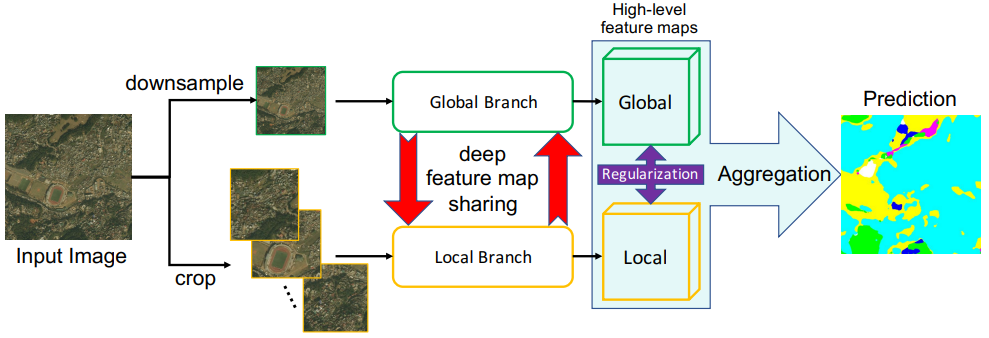 High-level
feature maps
downsample
Global Branch
Global
Prediction
deep
feature map
sharing
Regularization
Aggregation
Input Image
crop
Local Branch
Local